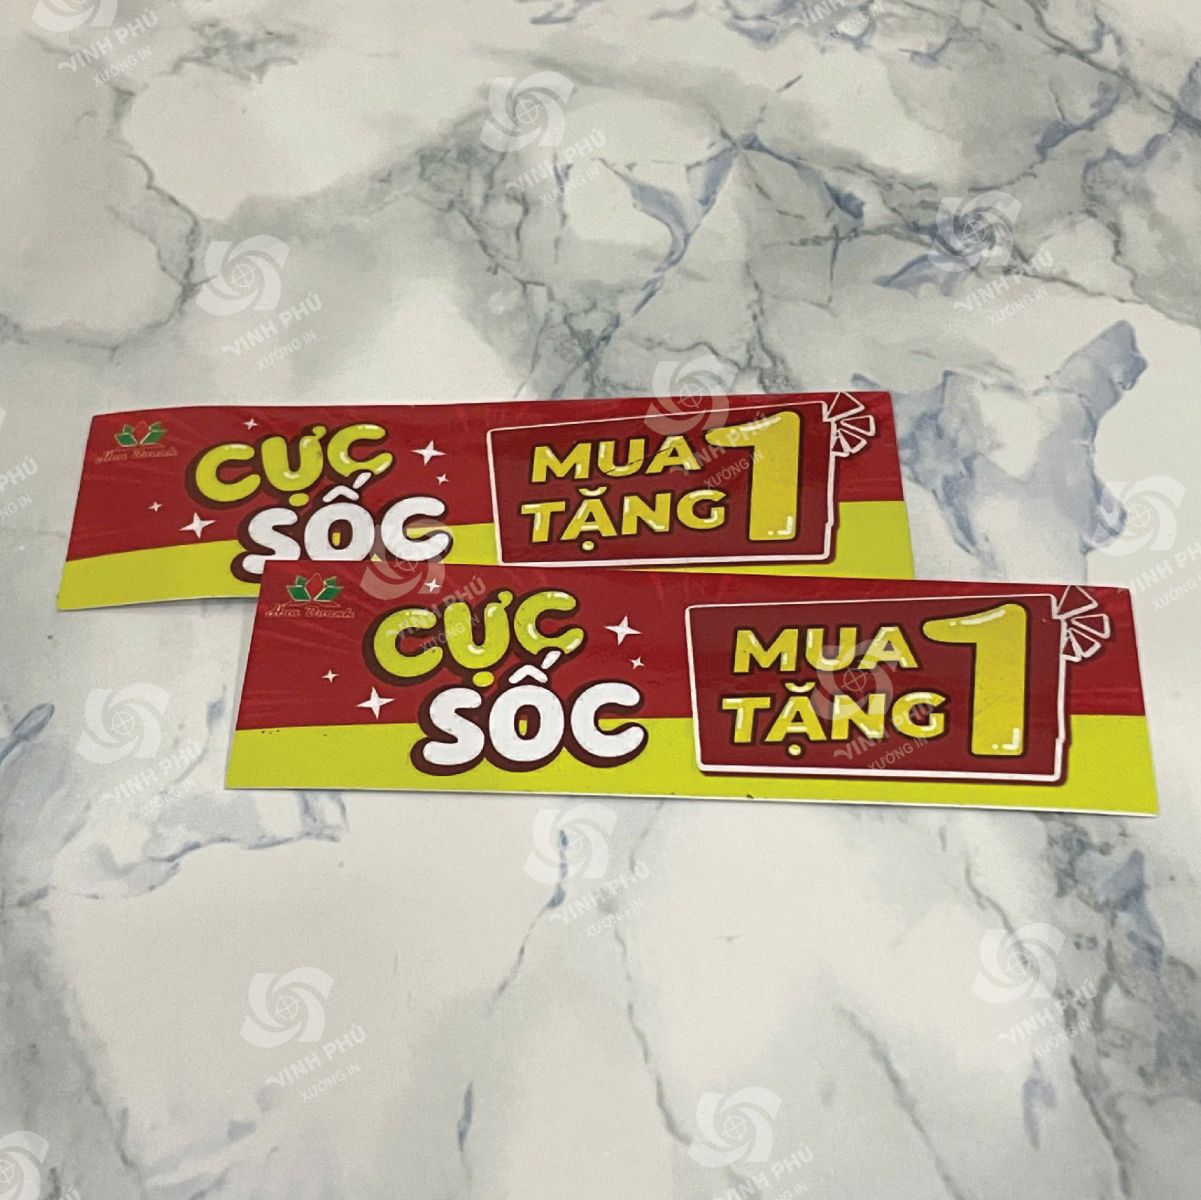 CỰC
SỐC
MUA
TẶNG
1
CỰC
SỐC
MUA
TẶNG
1
VINH PHÚ
XƯỞNG IN